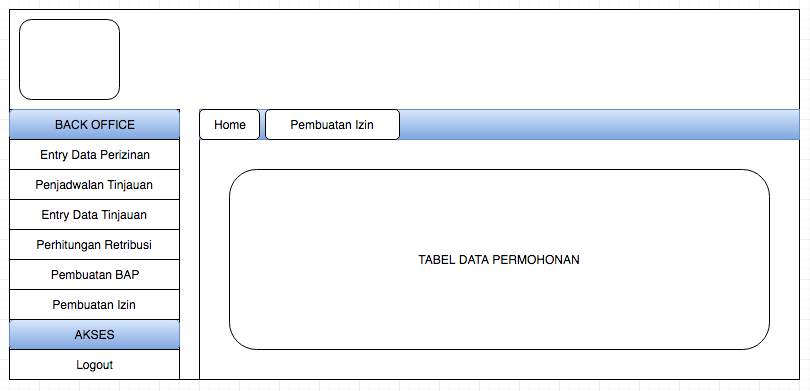 BACK OFFICE
Entry Data Perizinan
Penjadwalan Tinjauan
Entry Data Tinjauan
Perhitungan Retribusi
Pembuatan BAP
Pembuatan Izin
AKSES
Logout
Home
Pembuatan Izin
TABEL DATA PERMOHONAN